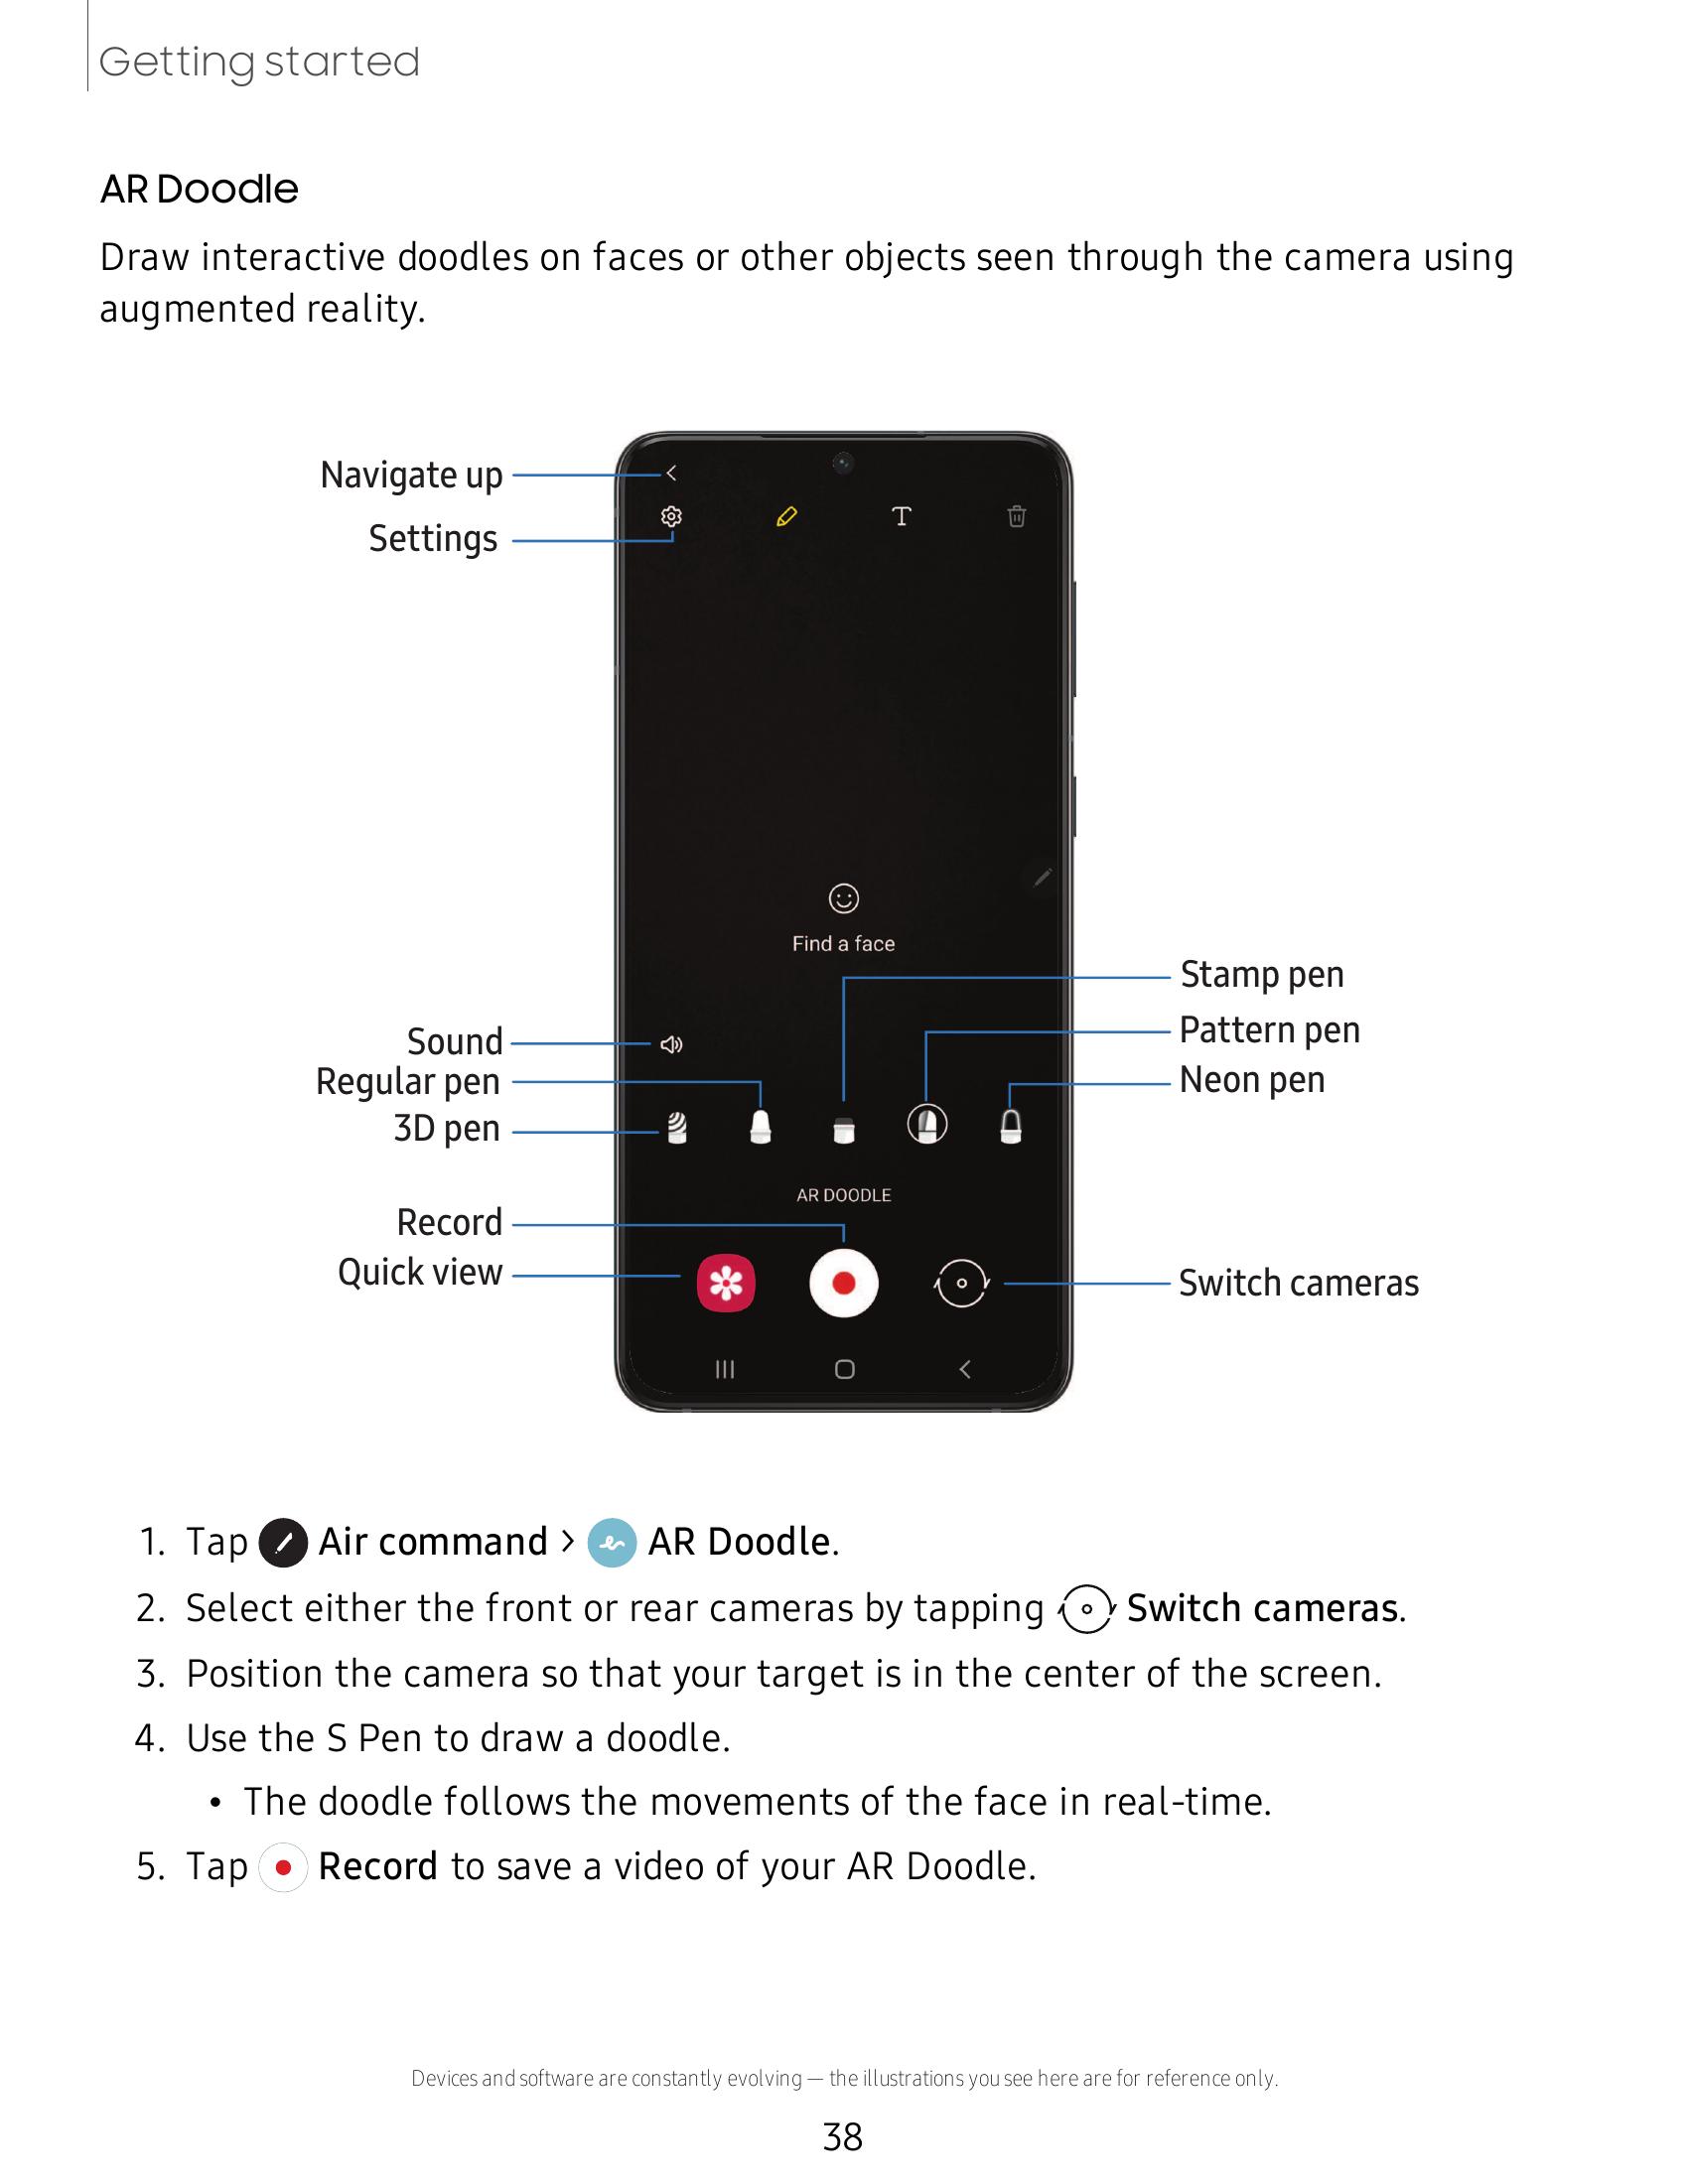 Getting started
AR Doodle
Draw interactive doodles on faces or other objects seen through the camera using
augmented reality.
Navigate up
Settings
T
Find a face
Stamp pen
Pattern pen
Neon pen
Sound
Regular pen
3D pen
AR DOODLE
Record
Quick view
Switch cameras
1. Tap Air command > AR Doodle.
2. Select either the front or rear cameras by tapping Switch cameras.
3. Position the camera so that your target is in the center of the screen.
4. Use the S Pen to draw a doodle.
• The doodle follows the movements of the face in real-time.
5. Tap Record to save a video of your AR Doodle.
Devices and software are constantly evolving — the illustrations you see here are for reference only.
38